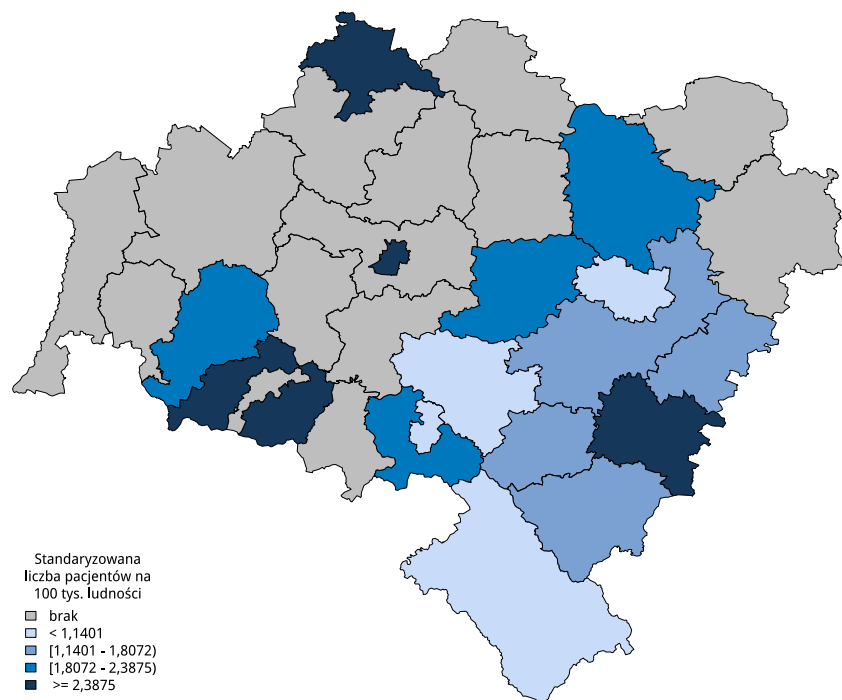 Standaryzowana
liczba pacjentów na
100 tys. ludności
brak
< 1,1401
[1,1401 - 1,8072)
[1,8072 - 2,3875)
>= 2,3875